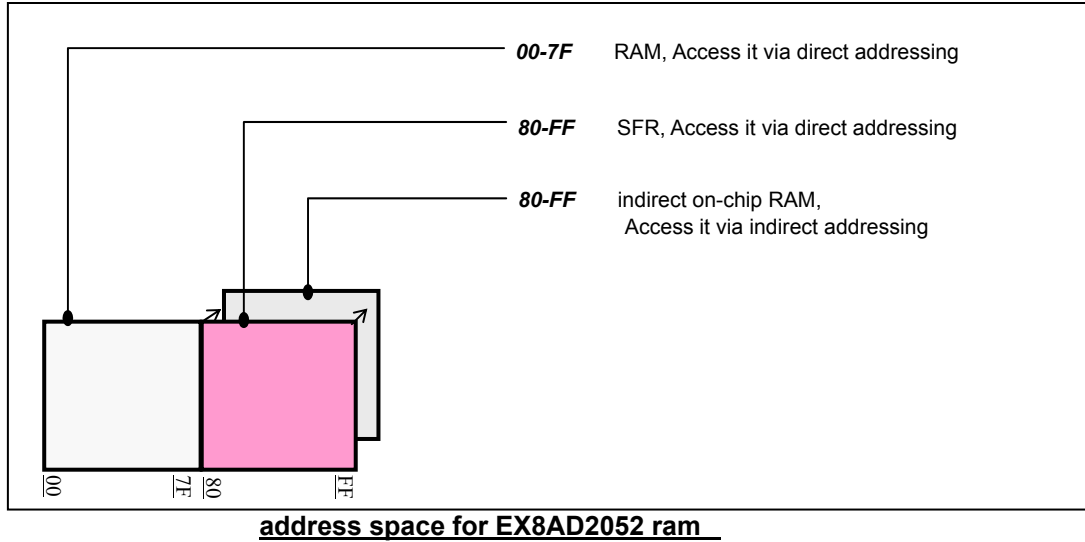 00-7F RAM, Access it via direct addressing
80-FF SFR, Access it via direct addressing
80-FF indirect on-chip RAM,
Access it via indirect addressing
00 7F 80 FF
address space for EX8AD2052 ram